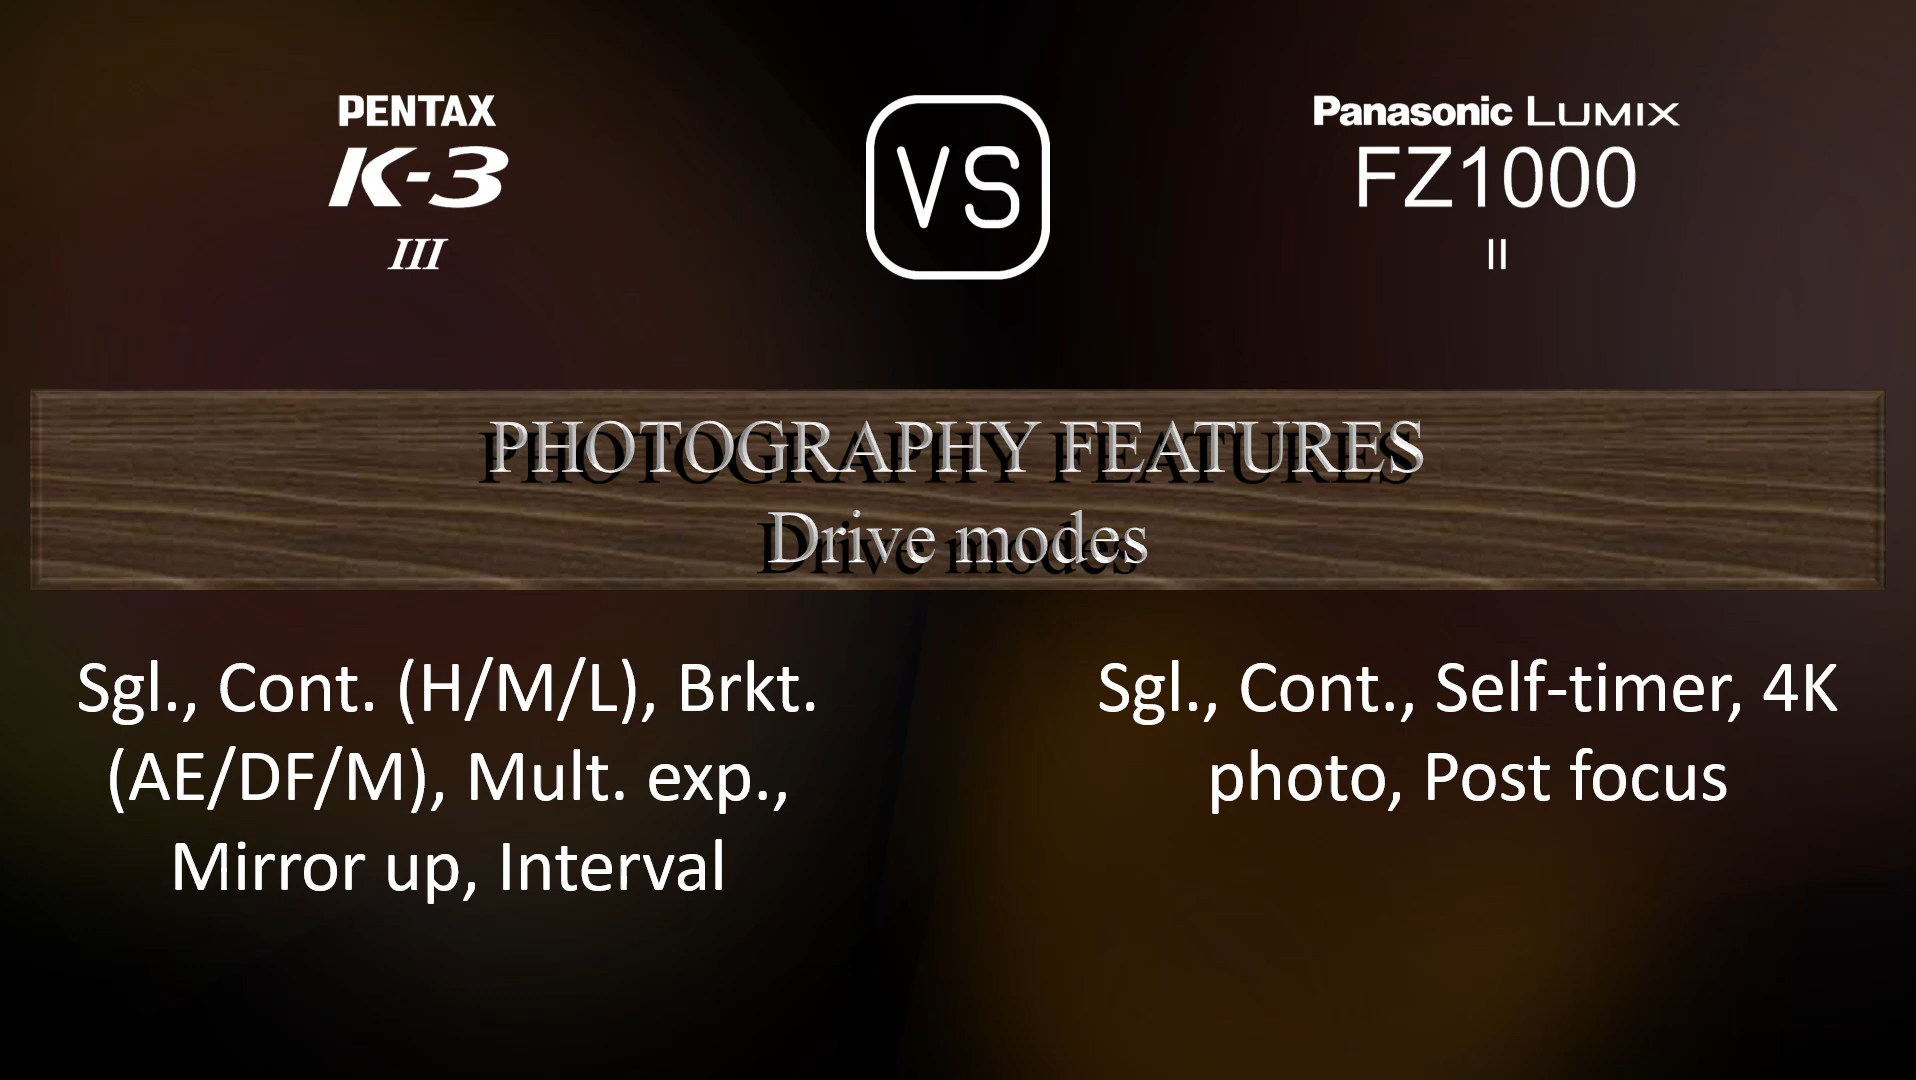 PENTAX
K-3
III
VS
Panasonic LUMIX
FZ1000
II
PHOTOGRAPHY FEATURES
Drive modes
Sgl., Cont. (H/M/L), Brkt.
(AE/DF/M), Mult. exp.,
Mirror up, Interval
Sgl., Cont., Self-timer, 4K
photo, Post focus